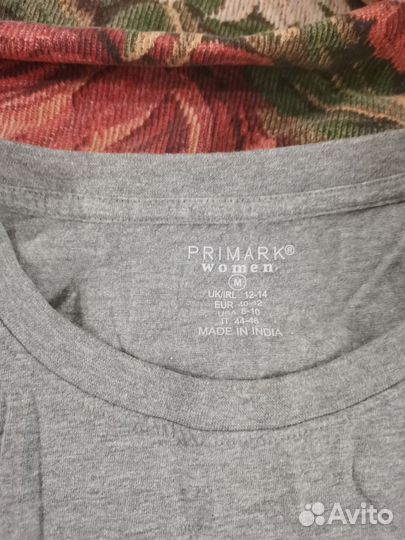 PRIMARK®
women
M
UK/IRL 12-14
EUR 40-42
USA 8-10
IT 44-46
MADE IN INDIA
Avito